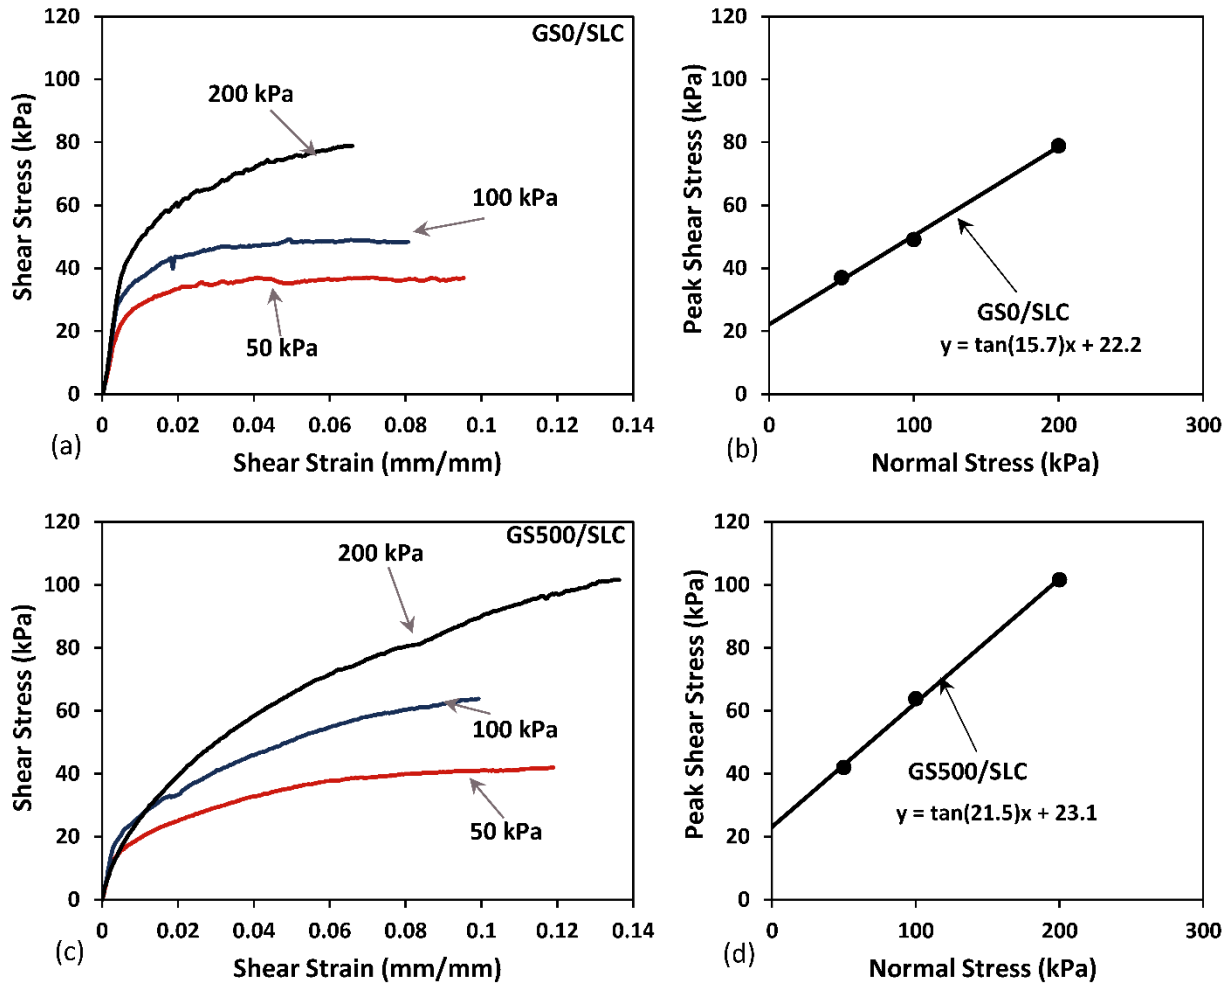 Shear Stress (kPa)
120
100
80
60
40
20
0
GS0/SLC
200 kPa
100 kPa
50 kPa
0 0.02 0.04 0.06 0.08 0.1 0.12 0.14
Shear Strain (mm/mm)
(a)
Peak Shear Stress (kPa)
120
100
80
60
40
20
0
GS0/SLC
y = tan(15.7)x + 22.2
0 100 200 300
Normal Stress (kPa)
(b)
Shear Stress (kPa)
120
100
80
60
40
20
0
GS500/SLC
200 kPa
100 kPa
50 kPa
0 0.02 0.04 0.06 0.08 0.1 0.12 0.14
Shear Strain (mm/mm)
(c)
Peak Shear Stress (kPa)
120
100
80
60
40
20
0
GS500/SLC
y = tan(21.5)x + 23.1
0 100 200 300
Normal Stress (kPa)
(d)